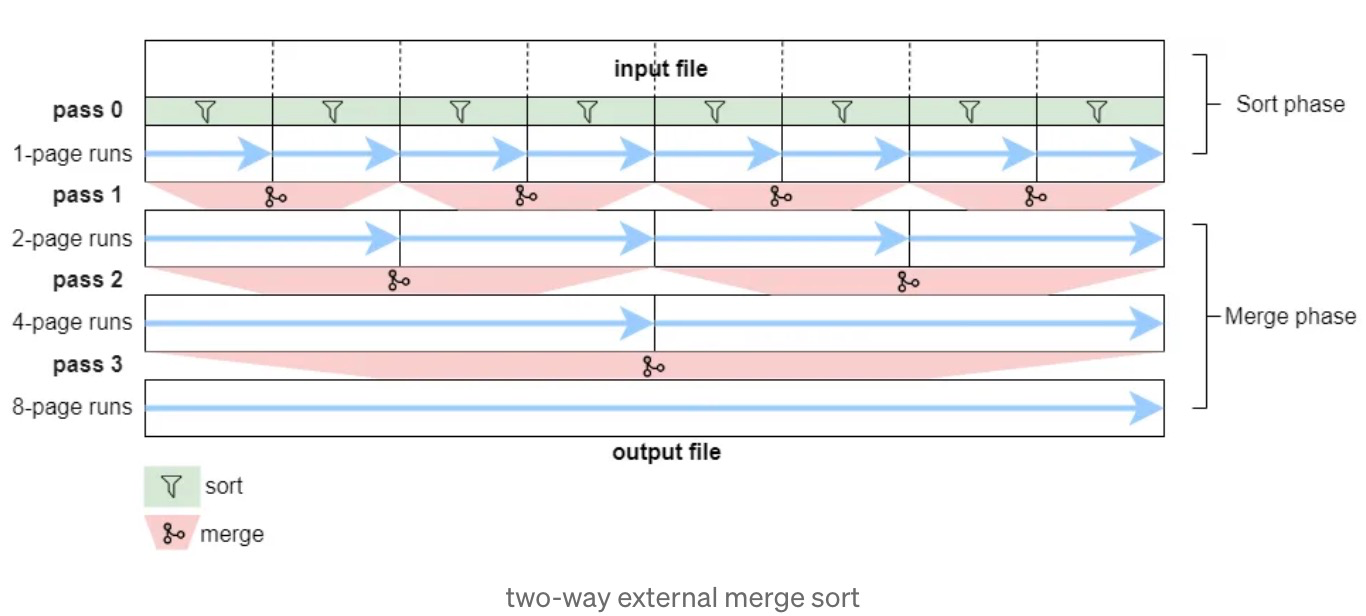 input file
pass 0
Sort phase
1-page runs
pass 1
2-page runs
pass 2
4-page runs
Merge phase
pass 3
8-page runs
output file
sort
merge
two-way external merge sort